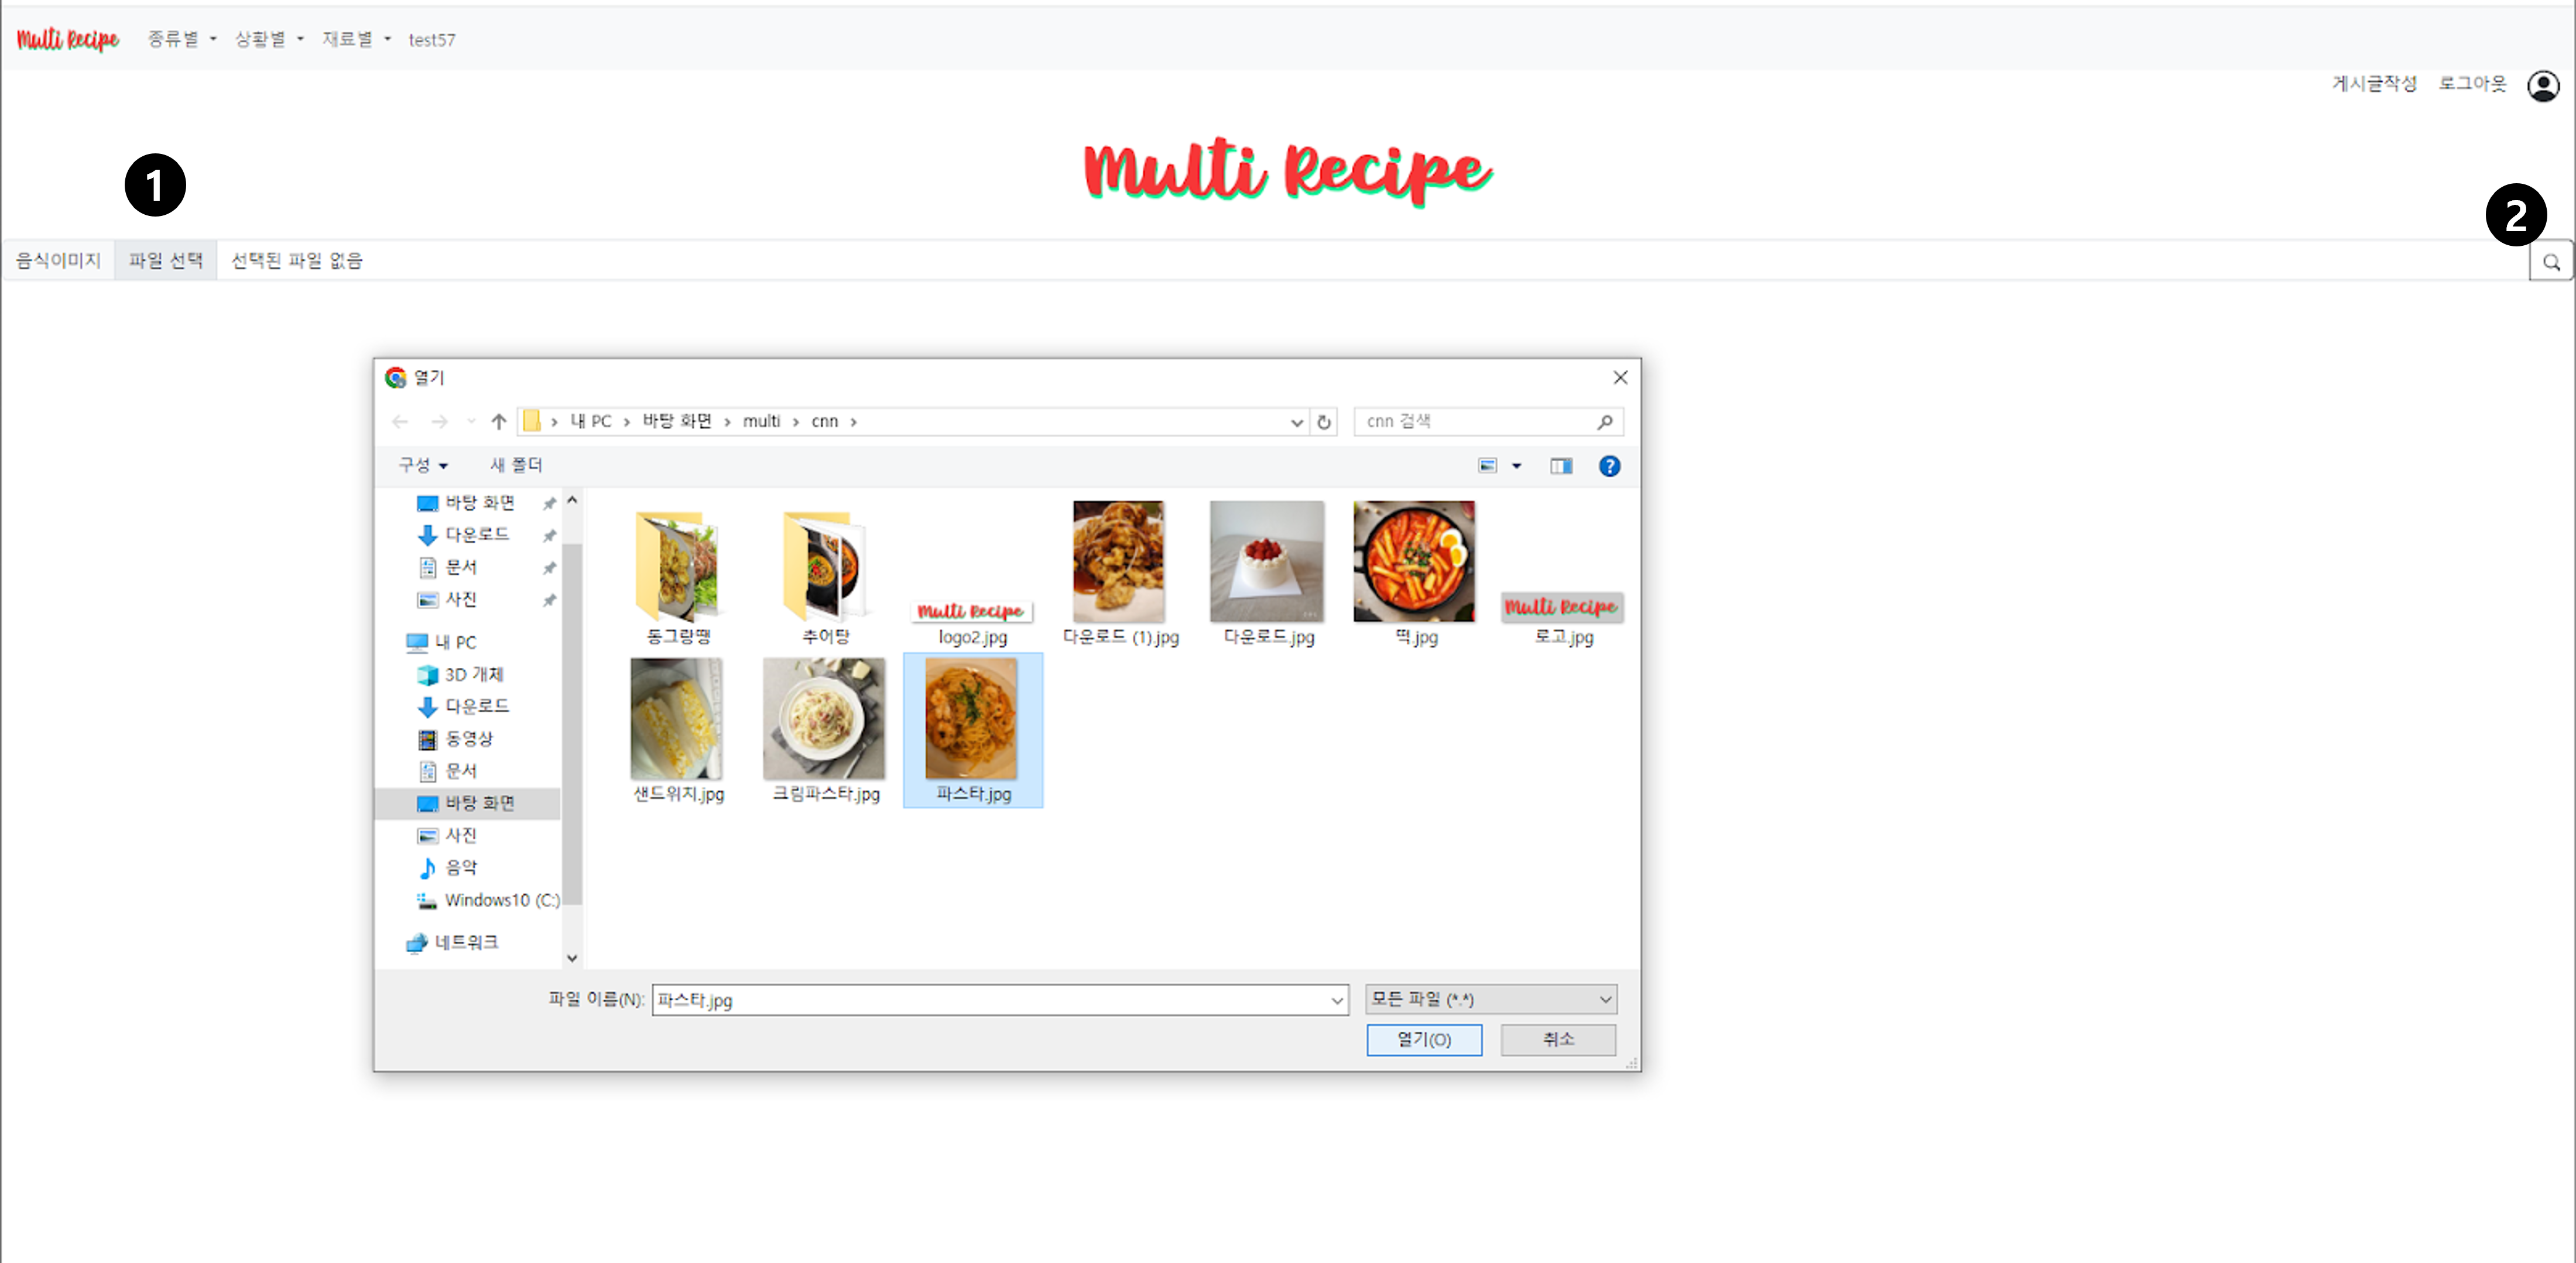 Multi Recipe 종류별 상황별 재료별 test57
게시글작성 로그아웃
Multi Recipe
1
2
음식이미지 파일 선택 선택된 파일 없음
열기
내 PC › 바탕 화면 › multi › cnn ›
cnn 검색
구성 새 폴더
바탕 화면
다운로드
문서
사진
내 PC
3D 개체
다운로드
동영상
문서
바탕 화면
사진
음악
Windows10 (C:)
네트워크
Multi Recipe
Multi Recipe
동그랑땡 추어탕 logo2.jpg 다운로드 (1).jpg 다운로드.jpg 떡.jpg 로고.jpg
샌드위치.jpg 크림파스타.jpg 파스타.jpg
파일 이름(N): 파스타.jpg 모든 파일 (*.*)
열기(O) 취소